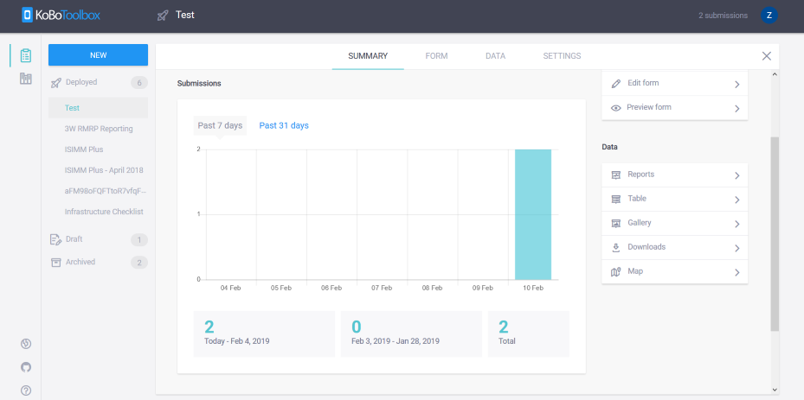 KoBoToolbox
Test
2 submissions
Z
NEW
Deployed
6
Test
3W RMRP Reporting
ISIMM Plus
ISIMM Plus - April 2018
Infrastructure Checklist
Draft
1
Archived
2
SUMMARY
FORM
DATA
SETTINGS
Submissions
Past 7 days
Past 31 days
2
1
0
04 Feb
05 Feb
06 Feb
07 Feb
08 Feb
09 Feb
10 Feb
2
Today - Feb 4, 2019
0
Feb 3, 2019 - Jan 28, 2019
2
Total
Edit form
Preview form
Data
Reports
Table
Gallery
Downloads
Map